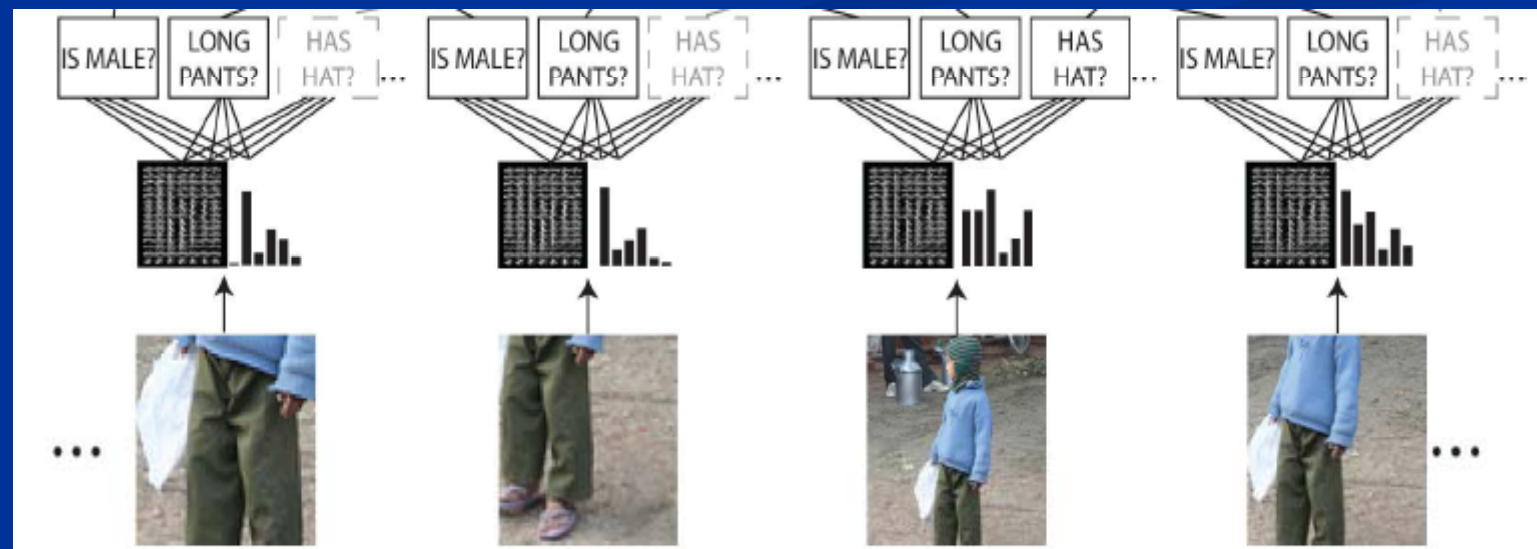 IS MALE?
LONG
PANTS?
HAS
HAT?
...
IS MALE?
LONG
PANTS?
HAS
HAT?
...
IS MALE?
LONG
PANTS?
HAS
HAT?
...
IS MALE?
LONG
PANTS?
HAS
HAT?
...
...
...